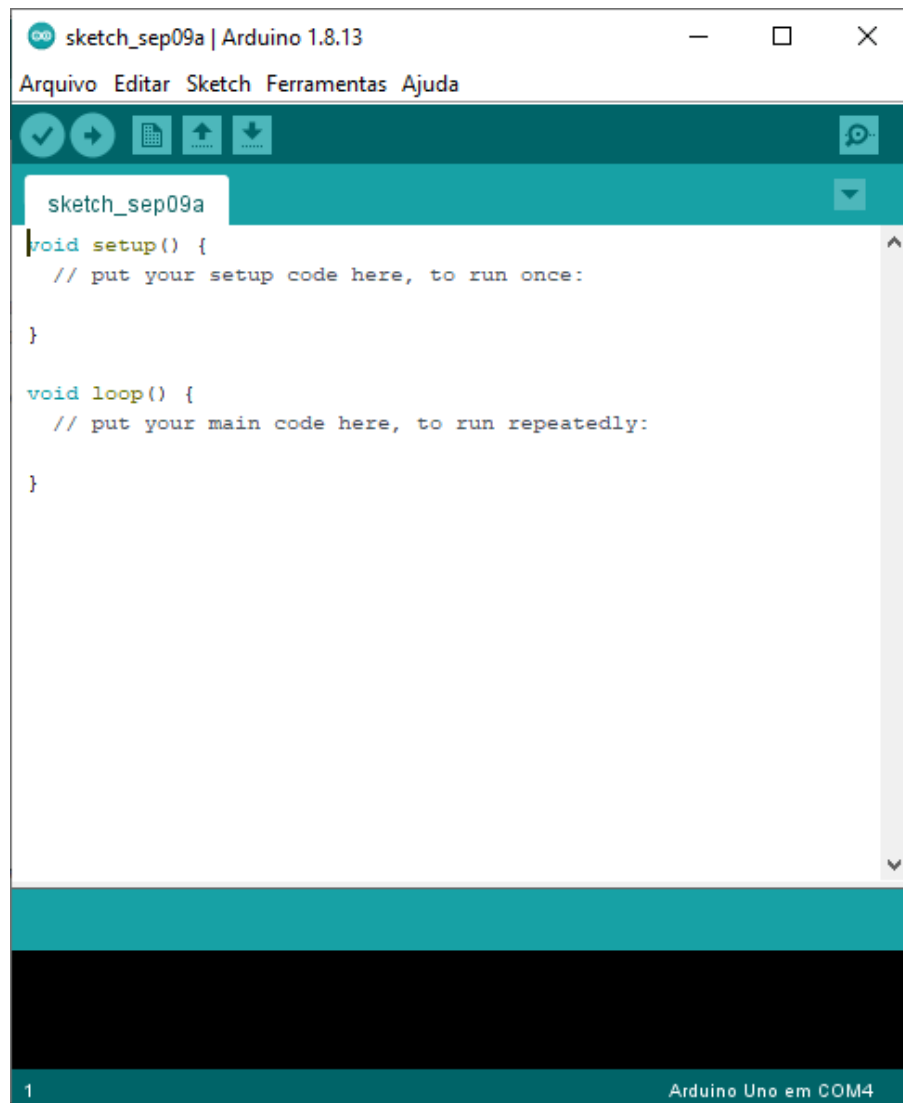 sketch_sep09a | Arduino 1.8.13
Arquivo Editar Sketch Ferramentas Ajuda
sketch_sep09a
void setup() {
  // put your setup code here, to run once:
}
void loop() {
  // put your main code here, to run repeatedly:
}
1 Arduino Uno em COM4